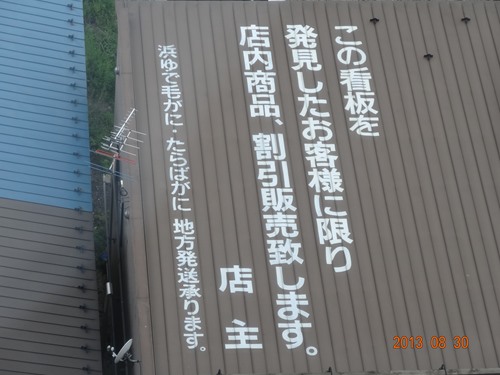 この看板を
発見したお客様に限り
店内商品、割引販売致します。
店主
浜ゆで毛がに・たらばがに 地方発送承ります。
2013 08 30